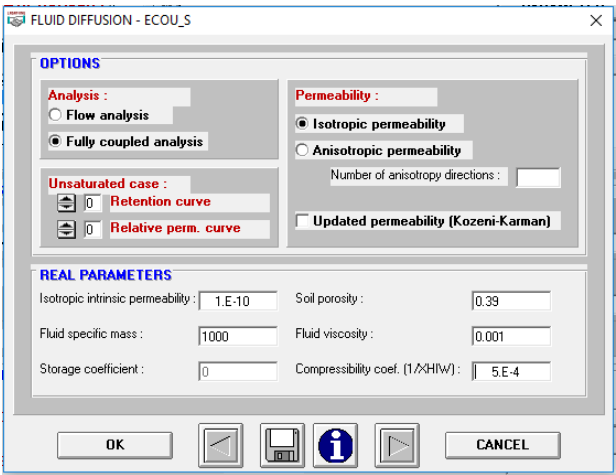 FLUID DIFFUSION - ECOU_S
OPTIONS
Analysis :
Flow analysis
Fully coupled analysis
Unsaturated case :
0 Retention curve
0 Relative perm. curve
Permeability :
Isotropic permeability
Anisotropic permeability
Number of anisotropy directions :
Updated permeability (Kozeni-Karman)
REAL PARAMETERS
Isotropic intrinsic permeability : 1.E-10 Soil porosity : 0.39
Fluid specific mass : 1000 Fluid viscosity : 0.001
Storage coefficient : 0 Compressibility coef. (1/XHIW) : 5.E-4
OK CANCEL